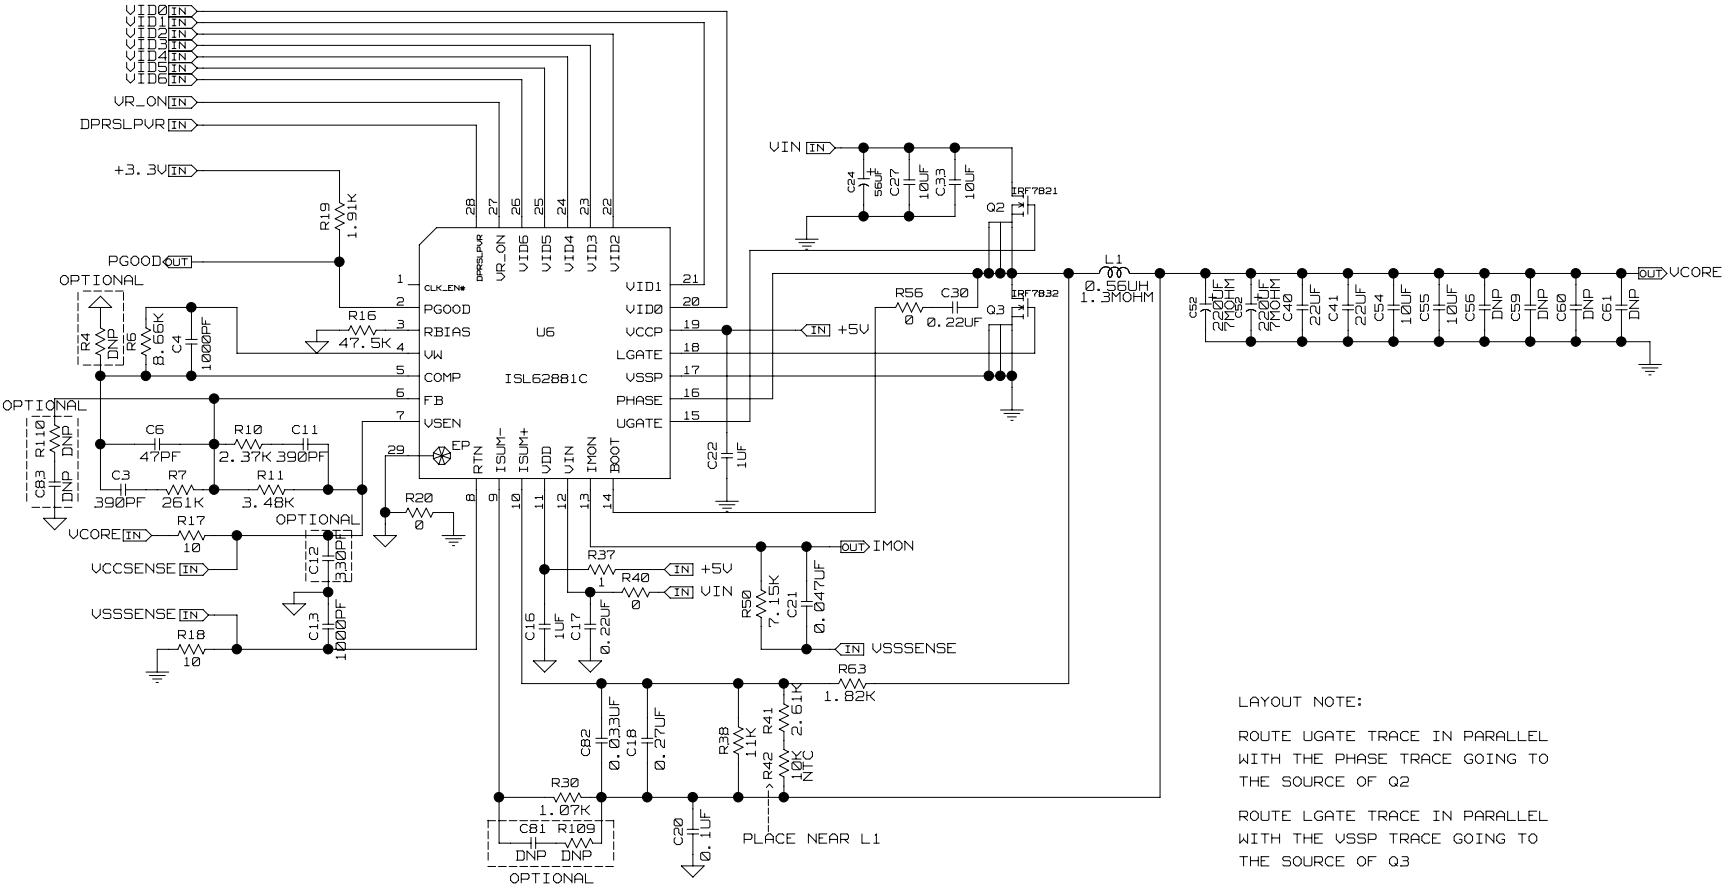 VID0 IN
VID1 IN
VID2 IN
VID3 IN
VID4 IN
VID5 IN
VID6 IN
VR_ON IN
DPRSLPVR IN
+3.3V IN
R19
1.91K
PGOOD OUT
OPTIONAL
R4
DNP
R6
8.66K
C4
1000PF
R16
47.5K
28
27
26
25
24
23
22
DPRSLPVR
VR_ON
VID6
VID5
VID4
VID3
VID2
1
CLK_EN#
2
PGOOD
3
RBIAS
4
VW
5
COMP
6
FB
7
VSEN
29
EP
U6
ISL62881C
VID1
21
VID0
20
VCCP
19
LGATE
18
VSSP
17
PHASE
16
UGATE
15
RTN
ISUM-
ISUM+
VDD
VIN
IMON
BOOT
8
9
10
11
12
13
14
OPTIONAL
R110
DNP
C83
DNP
C6
47PF
R10
2.37K
C11
390PF
C3
390PF
R7
261K
R11
3.48K
R20
0
VCORE IN
R17
10
VCCSENSE IN
OPTIONAL
C12
330PF
C13
1000PF
VSSSENSE IN
R18
10
VIN IN
C24
56UF
+
C27
10UF
C33
10UF
IRF7821
Q2
IRF7832
Q3
R56
0
C30
0.22UF
IN +5V
C22
1UF
L1
0.56UH
1.3MOHM
C52
220UF
7MOHM
+
C52
220UF
7MOHM
+
C40
22UF
C41
22UF
C54
10UF
C55
10UF
C56
DNP
C59
DNP
C60
DNP
C61
DNP
OUT VCORE
OUT IMON
R37
1
IN +5V
R40
0
IN VIN
C16
1UF
C17
0.22UF
R50
7.15K
C21
0.047UF
IN VSSSENSE
R63
1.82K
C82
0.033UF
C18
0.27UF
R38
11K
R41
2.61K
R42
10K
NTC
R30
1.07K
C81
DNP
R109
DNP
OPTIONAL
C20
0.1UF
PLACE NEAR L1
LAYOUT NOTE:
ROUTE UGATE TRACE IN PARALLEL
WITH THE PHASE TRACE GOING TO
THE SOURCE OF Q2
ROUTE LGATE TRACE IN PARALLEL
WITH THE VSSP TRACE GOING TO
THE SOURCE OF Q3